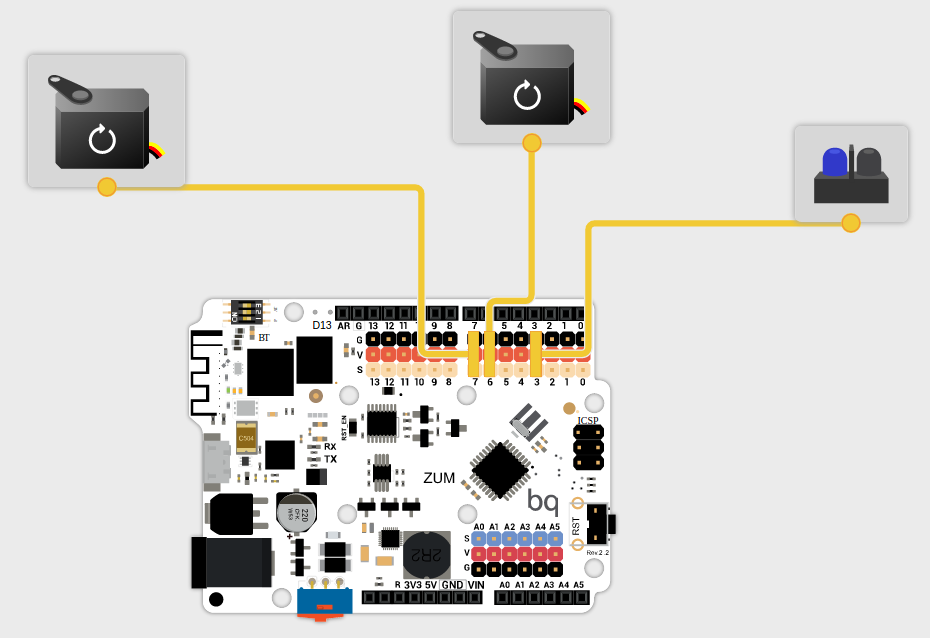 ON
1 2 3
BT
D13
AR G 13 12 11 9 8
7 5 4 3 2 1 0
G
V
S
13 12 11 10 9 8
7 6 5 4 3 2 1 0
C504
RST_EN
RX
TX
ZUM
bq
ICSP
220
2R2
A0 A1 A2 A3 A4 A5
S
V
G
RST
Rev.2.2
R 3V3 5V GND VIN
A0 A1 A2 A3 A4 A5